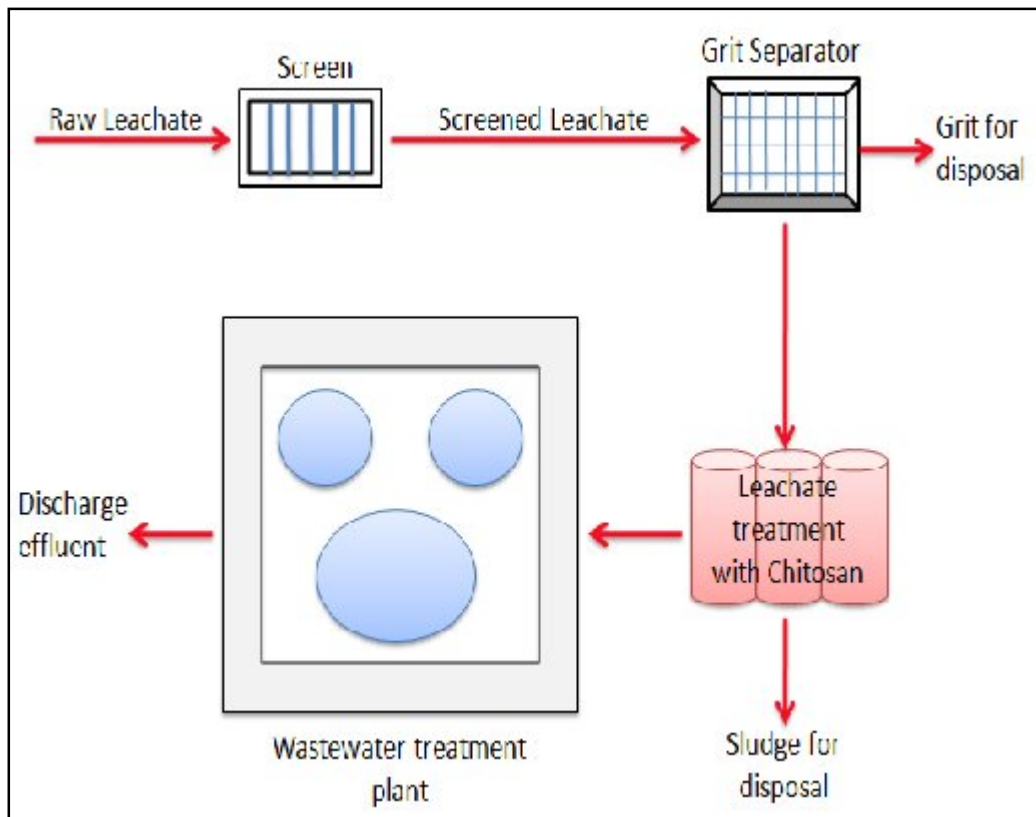 Screen
Grit Separator
Raw Leachate
Screened Leachate
Grit for
disposal
Leachate
treatment
with Chitosan
Discharge
effluent
Wastewater treatment
plant
Sludge for
disposal